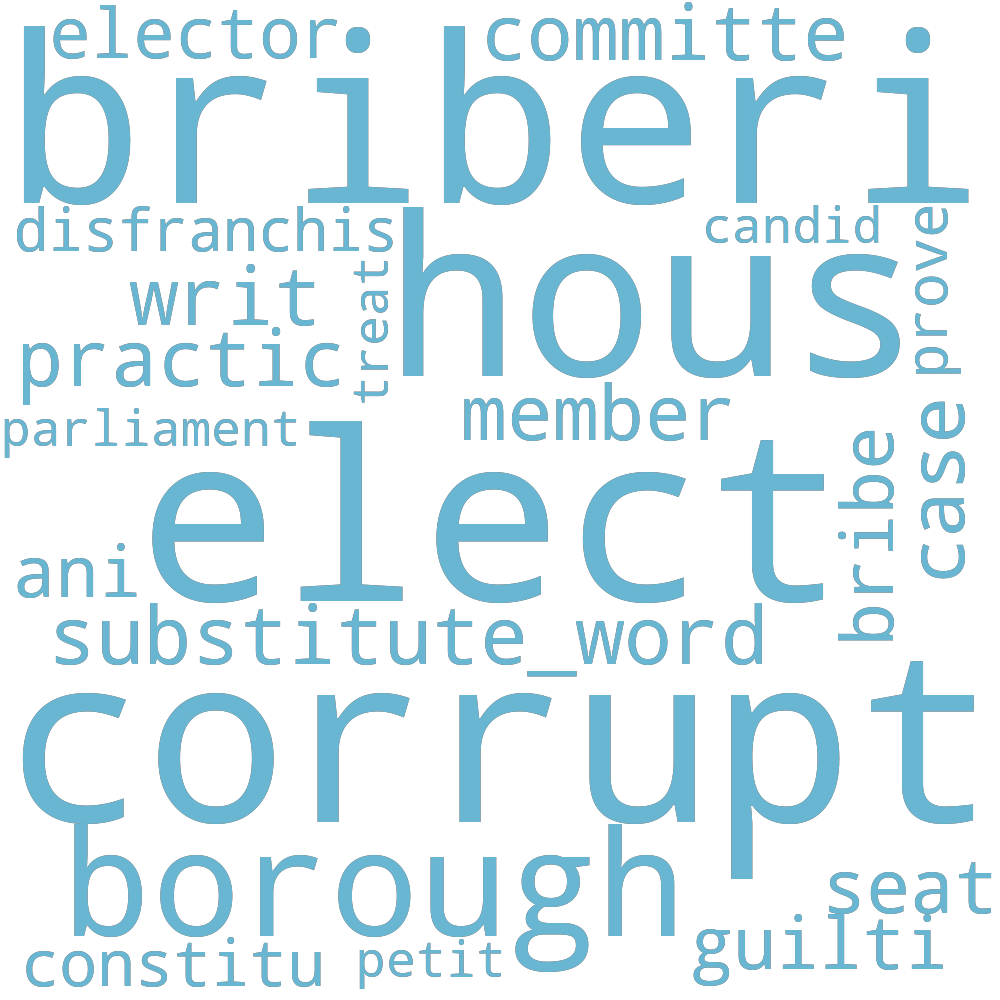 elector
committe
briberi
disfranchis
candid
hous
prove
writ
treat
practic
member
parliament
case
elect
bribe
ani
substitute_word
corrupt
borough
seat
guilti
constitu
petit